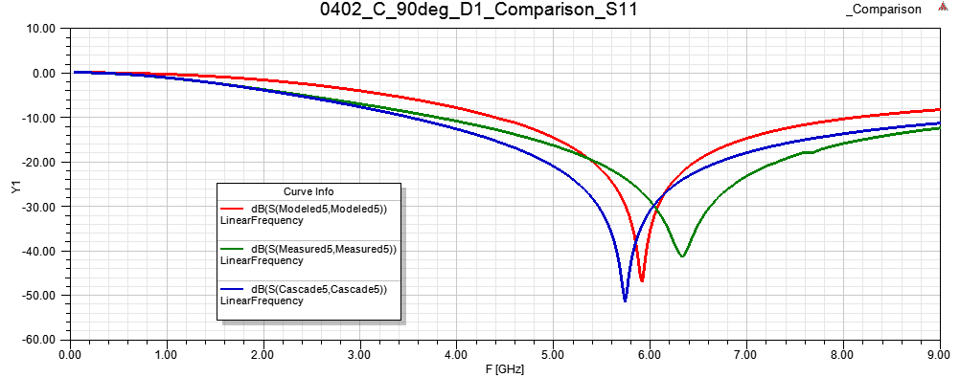 0402_C_90deg_D1_Comparison_S11
_Comparison
10.00
0.00
-10.00
-20.00
-30.00
-40.00
-50.00
-60.00
Y1
Curve Info
dB(S(Modeled5,Modeled5))
LinearFrequency
dB(S(Measured5,Measured5))
LinearFrequency
dB(S(Cascade5,Cascade5))
LinearFrequency
0.00 1.00 2.00 3.00 4.00 5.00 6.00 7.00 8.00 9.00
F [GHz]